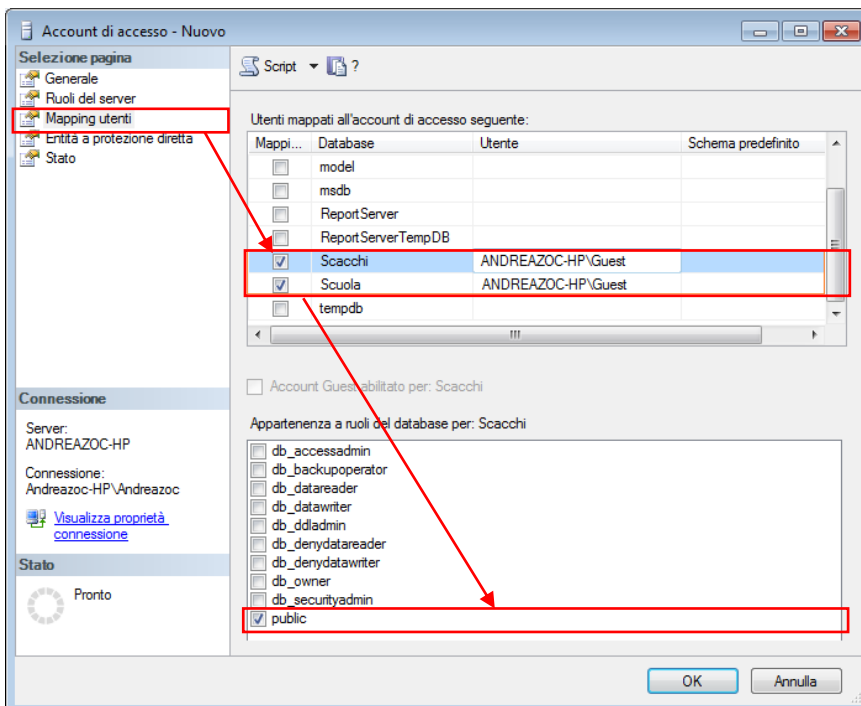 Account di accesso - Nuovo
Selezione pagina
Generale
Ruoli del server
Mapping utenti
Entità a protezione diretta
Stato
Script ?
Utenti mappati all'account di accesso seguente:
Mappi... Database Utente Schema predefinito
model
msdb
ReportServer
ReportServerTempDB
Scacchi ANDREAZOC-HP\Guest
Scuola ANDREAZOC-HP\Guest
tempdb
Account Guest abilitato per: Scacchi
Appartenenza a ruoli del database per: Scacchi
db_accessadmin
db_backupoperator
db_datareader
db_datawriter
db_ddladmin
db_denydatareader
db_denydatawriter
db_owner
db_securityadmin
public
Connessione
Server:
ANDREAZOC-HP
Connessione:
Andreazoc-HP\Andreazoc
Visualizza proprietà
connessione
Stato
Pronto
OK Annulla